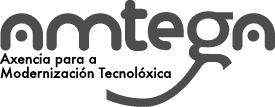 amtega
Axencia para a
Modernización Tecnolóxica